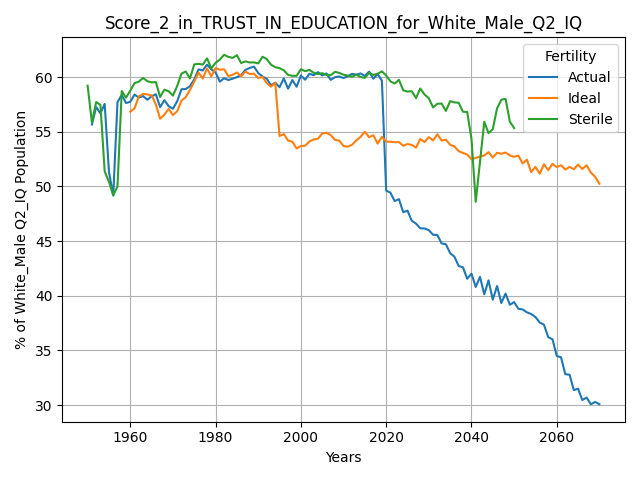 Score_2_in_TRUST_IN_EDUCATION_for_White_Male_Q2_IQ
Fertility
Actual
Ideal
Sterile
% of White_Male Q2_IQ Population
60
55
50
45
40
35
30
1960
1980
2000
2020
2040
2060
Years